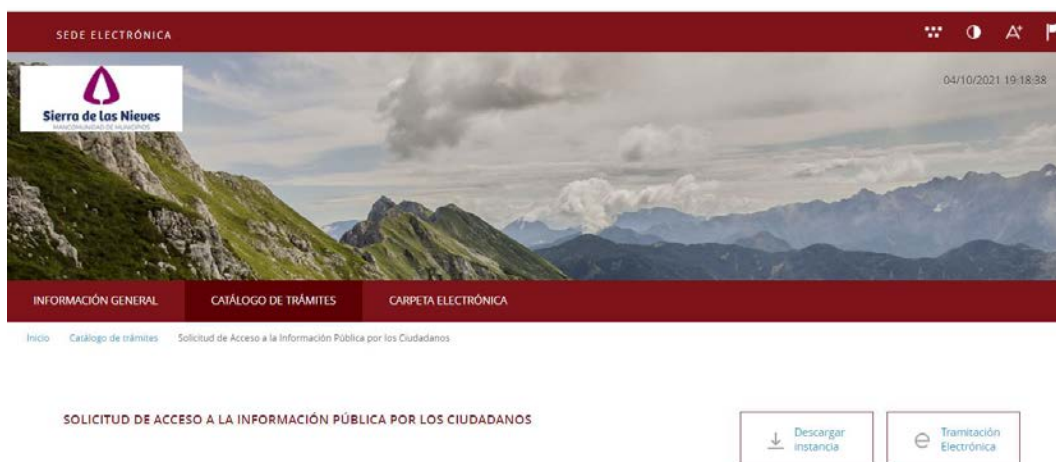 SEDE ELECTRÓNICA
A+
04/10/2021 19:18:38
Sierra de las Nieves
MANCOMUNIDAD DE MUNICIPIOS
INFORMACIÓN GENERAL CATÁLOGO DE TRÁMITES CARPETA ELECTRÓNICA
Inicio Catálogo de trámites Solicitud de Acceso a la Información Pública por los Ciudadanos
SOLICITUD DE ACCESO A LA INFORMACIÓN PÚBLICA POR LOS CIUDADANOS
Descargar
instancia
Tramitación
Electrónica